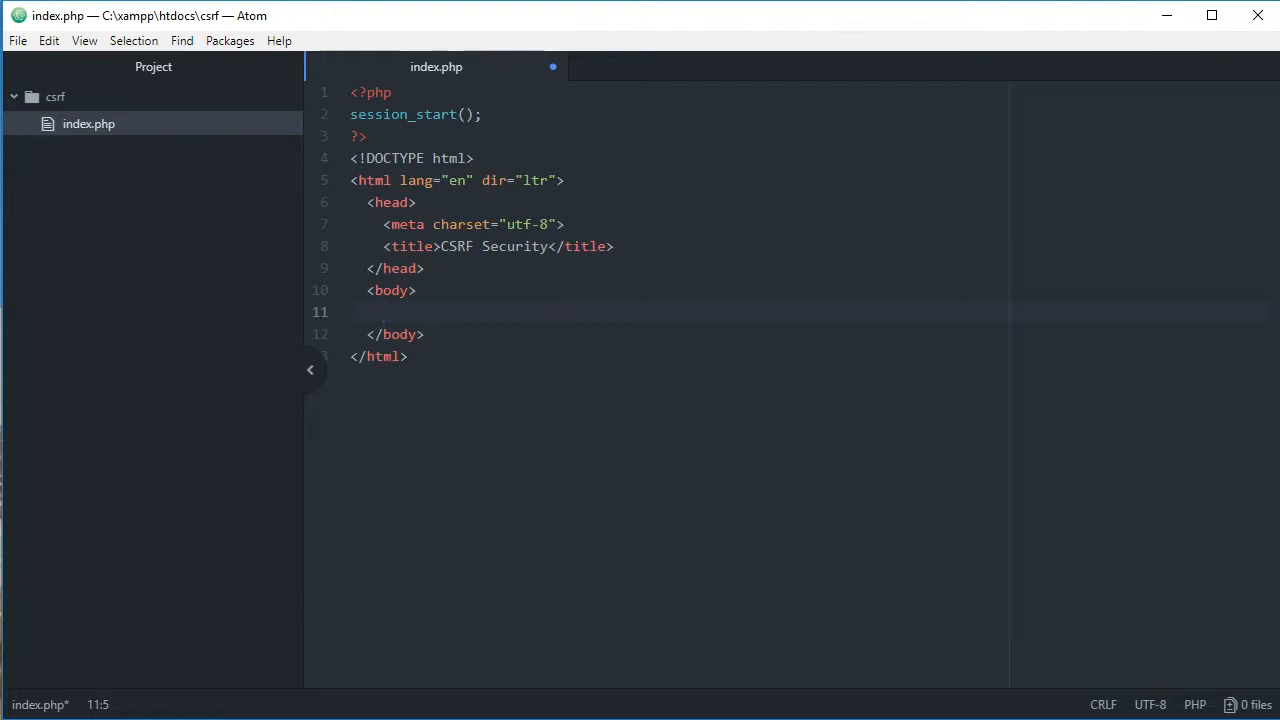 index.php — C:\xampp\htdocs\csrf — Atom
File Edit View Selection Find Packages Help
Project
index.php
csrf
index.php
1 <?php
2 session_start();
3 ?>
4 <!DOCTYPE html>
5 <html lang="en" dir="ltr">
6 <head>
7 <meta charset="utf-8">
8 <title>CSRF Security</title>
9 </head>
10 <body>
11
12 </body>
3 </html>
index.php* 11:5 CRLF UTF-8 PHP 0 files